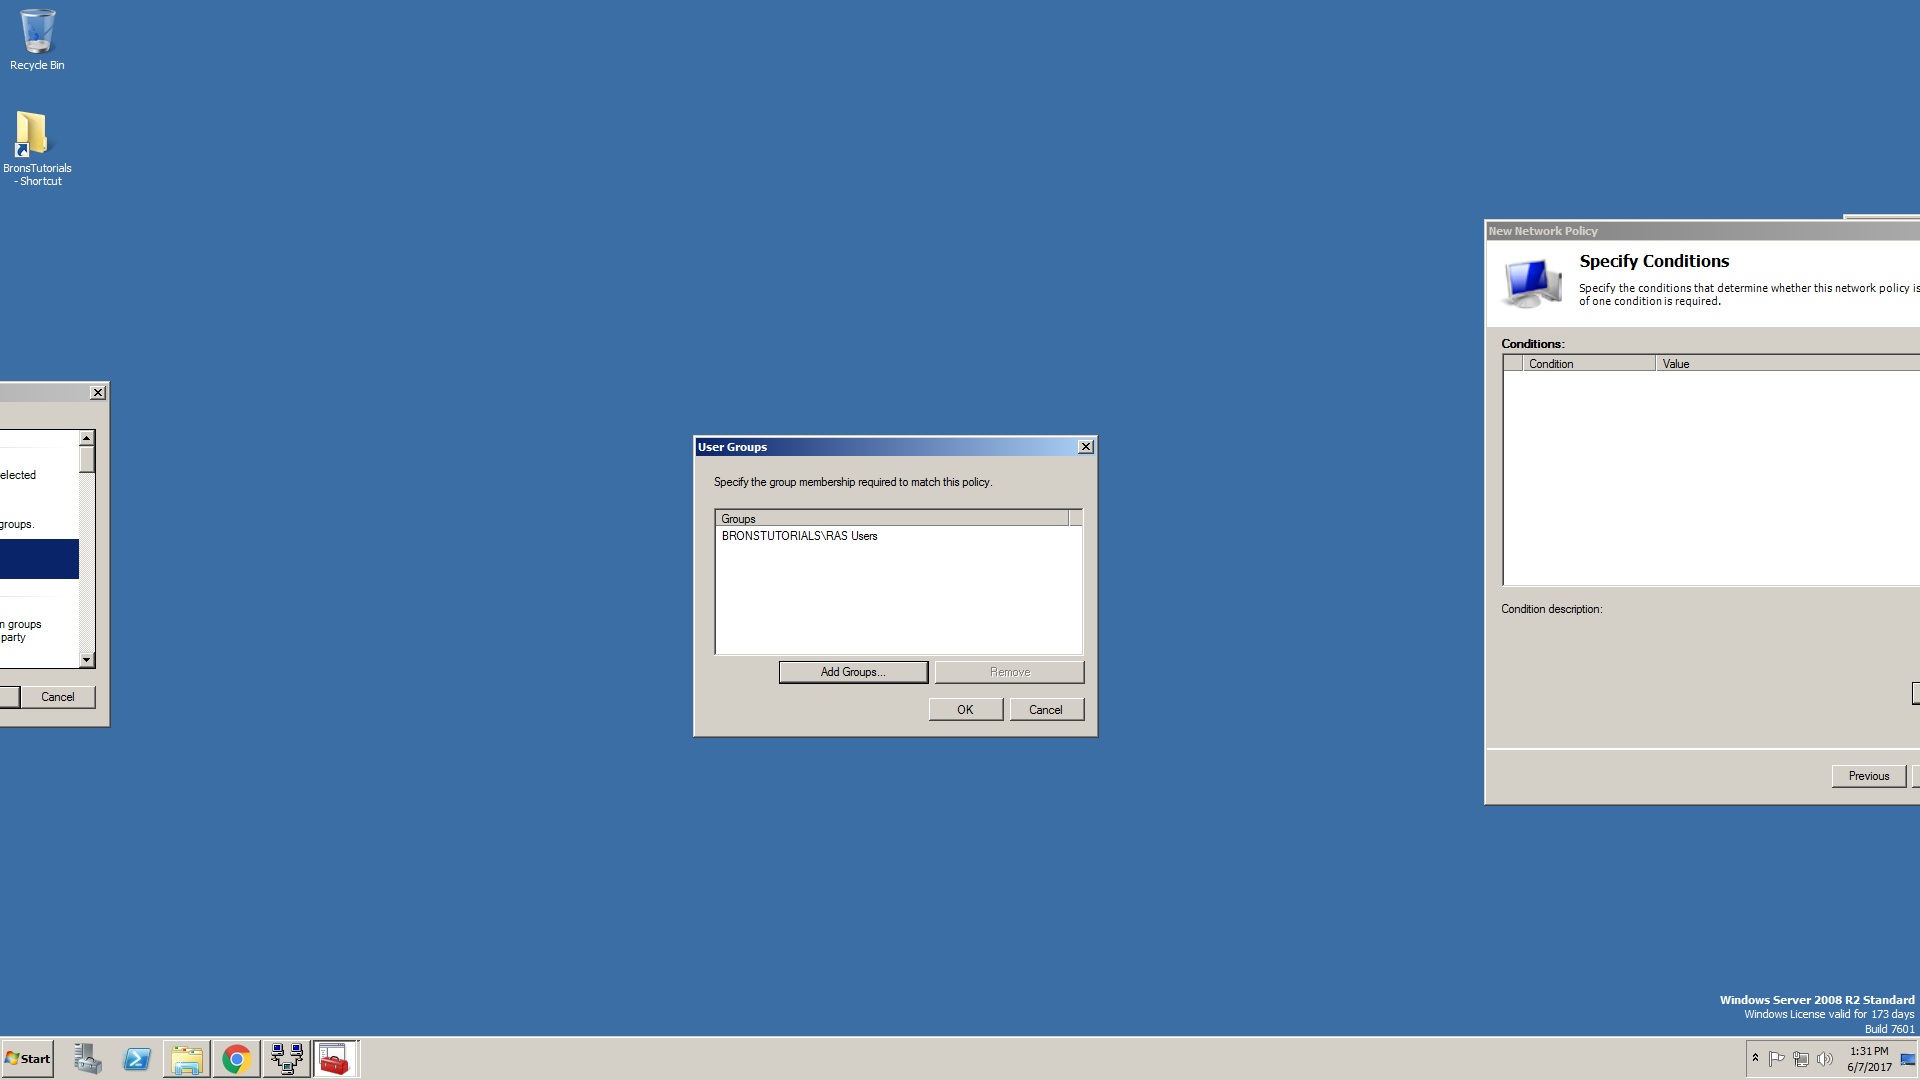 Recycle Bin
BronsTutorials
- Shortcut
elected
groups.
n groups
party
Cancel
User Groups
Specify the group membership required to match this policy.
Groups
BRONSTUTORIALS\RAS Users
Add Groups...
Remove
OK
Cancel
New Network Policy
Specify Conditions
Specify the conditions that determine whether this network policy is
of one condition is required.
Conditions:
Condition
Value
Condition description:
Previous
Windows Server 2008 R2 Standard
Windows License valid for 173 days
Build 7601
Start
1:31 PM
6/7/2017